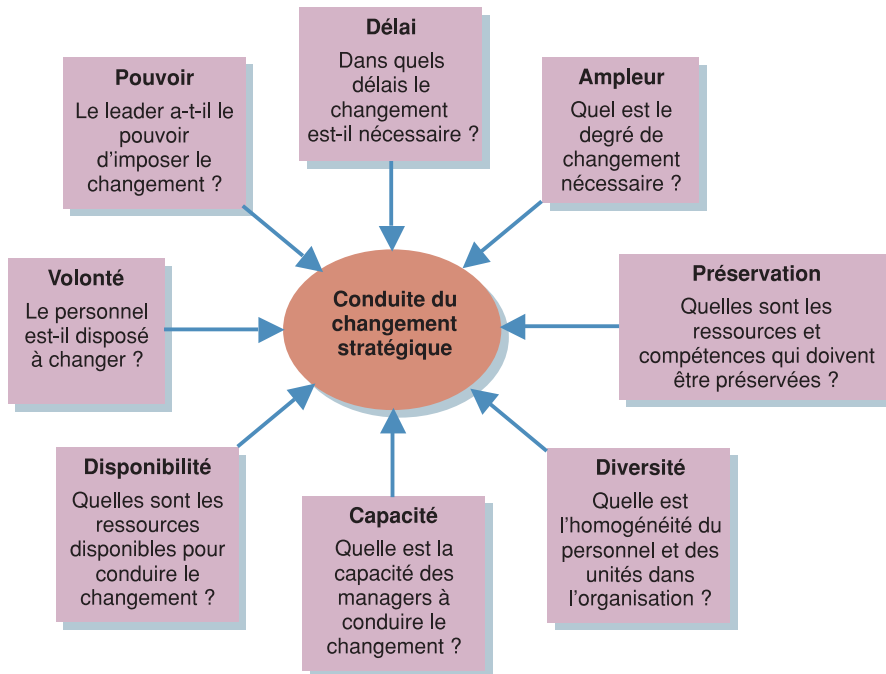 Délai
Dans quels
délais le
changement
est-il nécessaire ?
Pouvoir
Le leader a-t-il le
pouvoir
d'imposer le
changement ?
Ampleur
Quel est le
degré de
changement
nécessaire ?
Volonté
Le personnel
est-il disposé
à changer ?
Conduite du
changement
stratégique
Préservation
Quelles sont les
ressources et
compétences qui doivent
être préservées ?
Disponibilité
Quelles sont les
ressources
disponibles pour
conduire le
changement ?
Capacité
Quelle est la
capacité des
managers à
conduire le
changement ?
Diversité
Quelle est
l'homogénéité du
personnel et des
unités dans
l'organisation ?